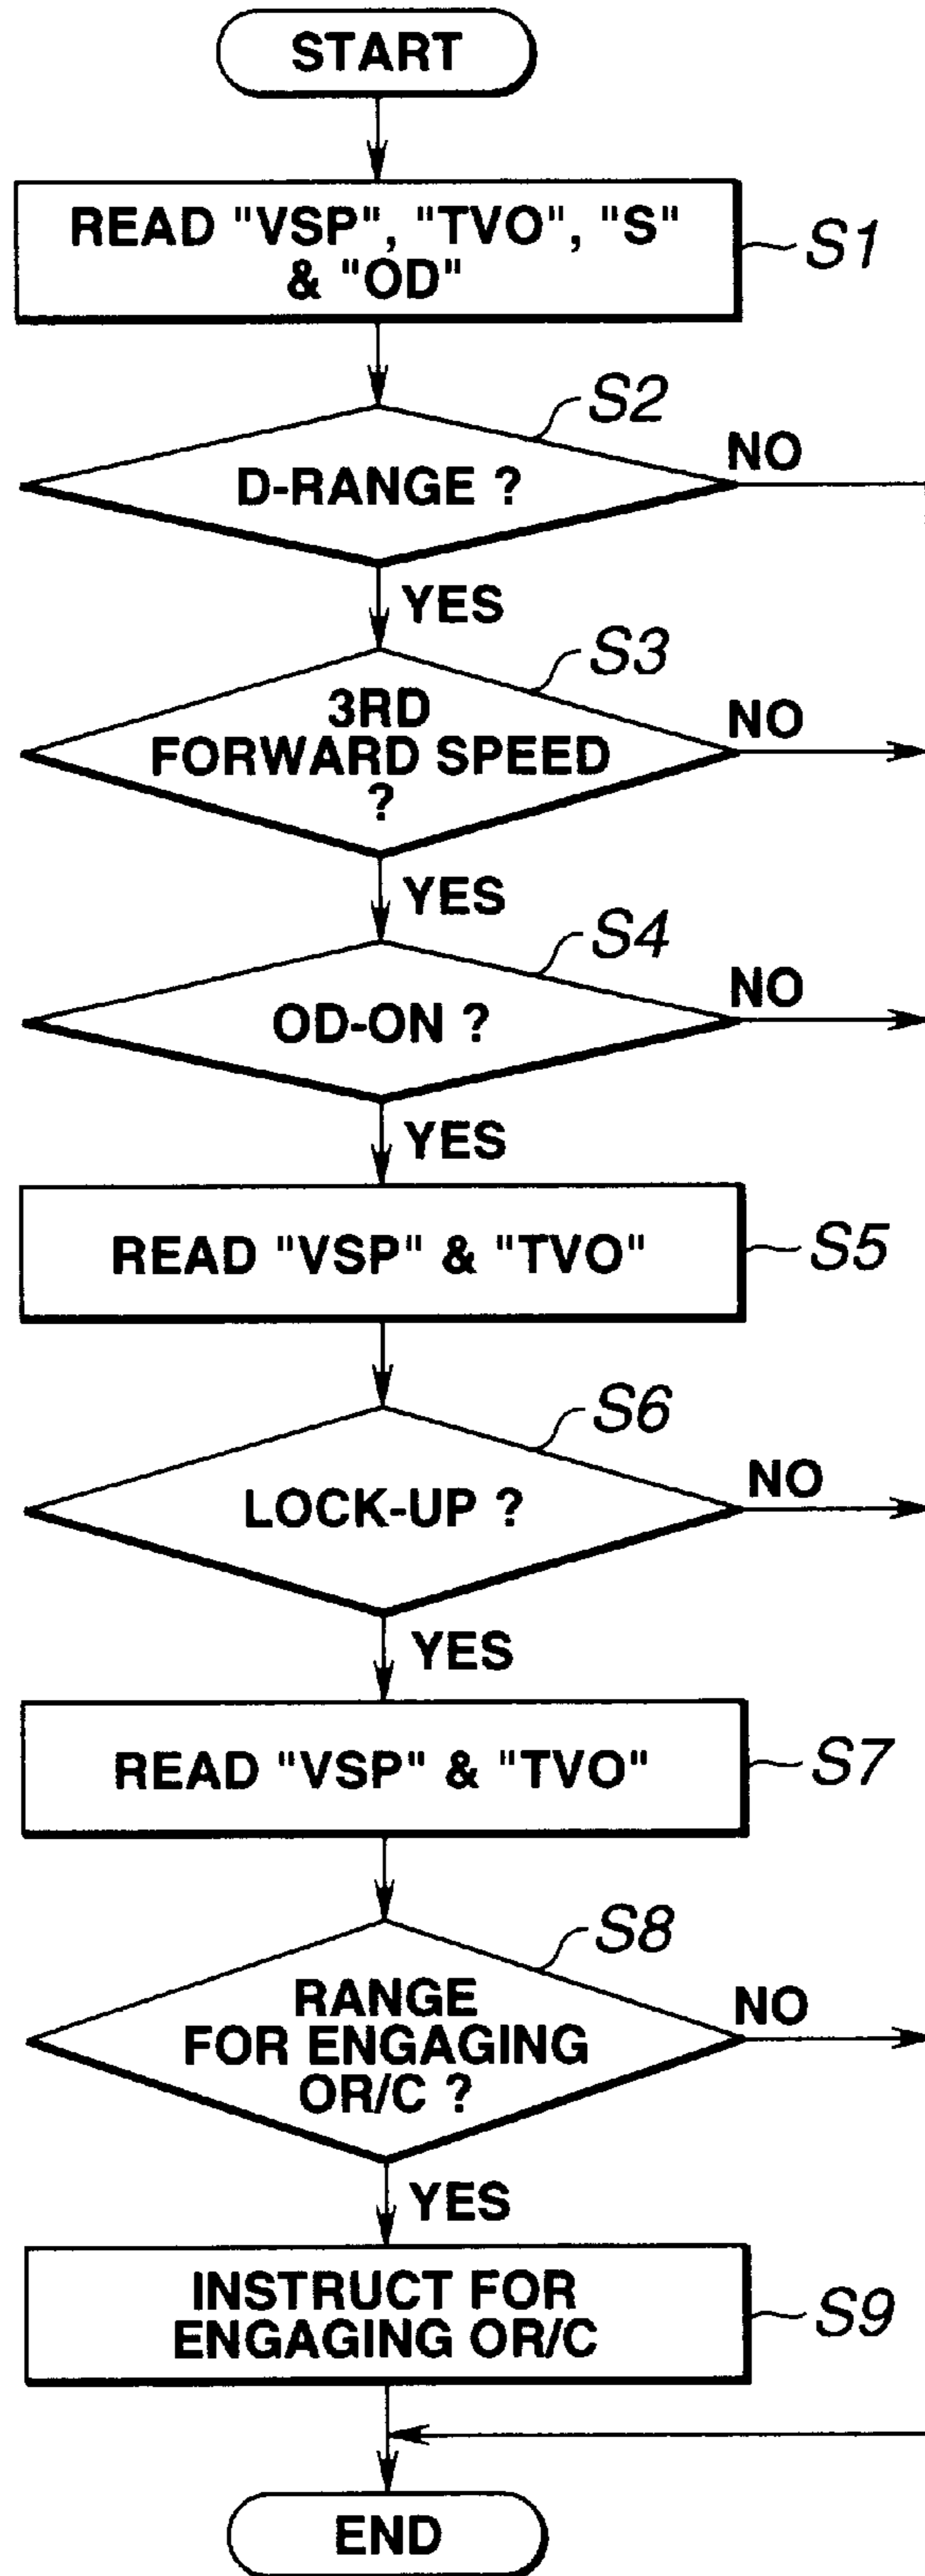 START
READ "VSP", "TVO", "S"
& "OD"
S1
S2
D-RANGE ?
NO
YES
S3
3RD
FORWARD SPEED
?
NO
YES
S4
OD-ON ?
NO
YES
READ "VSP" & "TVO"
S5
S6
LOCK-UP ?
NO
YES
READ "VSP" & "TVO"
S7
S8
RANGE
FOR ENGAGING
OR/C ?
NO
YES
INSTRUCT FOR
ENGAGING OR/C
S9
END